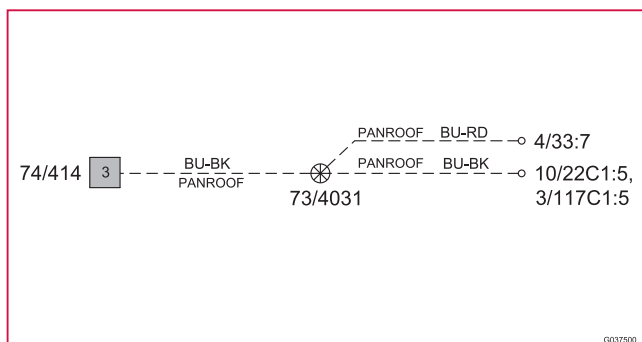 PANROOF BU-RD 4/33:7
74/414 3 BU-BK PANROOF BU-BK 10/22C1:5,
PANROOF 3/117C1:5
73/4031
G037500